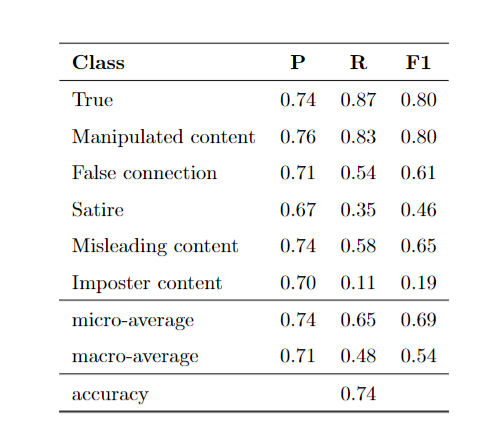 Class P R F1
True 0.74 0.87 0.80
Manipulated content 0.76 0.83 0.80
False connection 0.71 0.54 0.61
Satire 0.67 0.35 0.46
Misleading content 0.74 0.58 0.65
Imposter content 0.70 0.11 0.19
micro-average 0.74 0.65 0.69
macro-average 0.71 0.48 0.54
accuracy 0.74